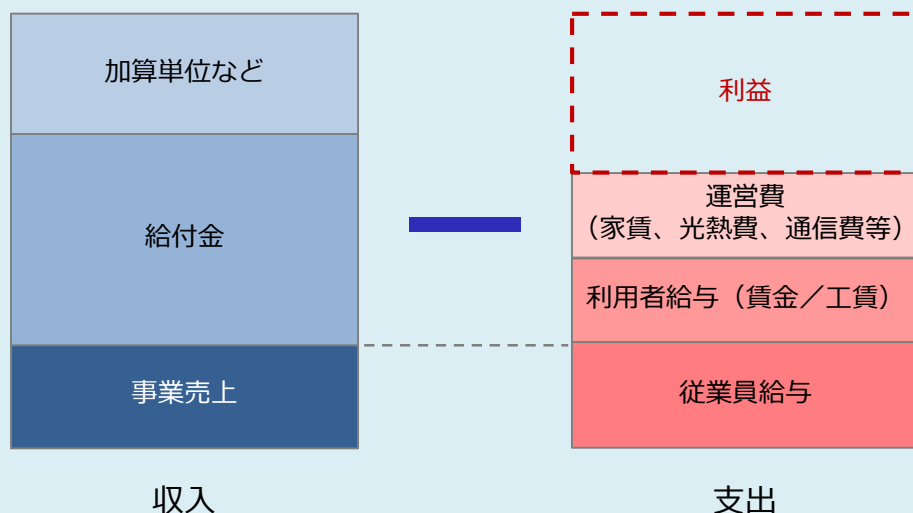 加算単位など
給付金
事業売上
収入
利益
運営費
（家賃、光熱費、通信費等）
利用者給与（賃金／工賃）
従業員給与
支出